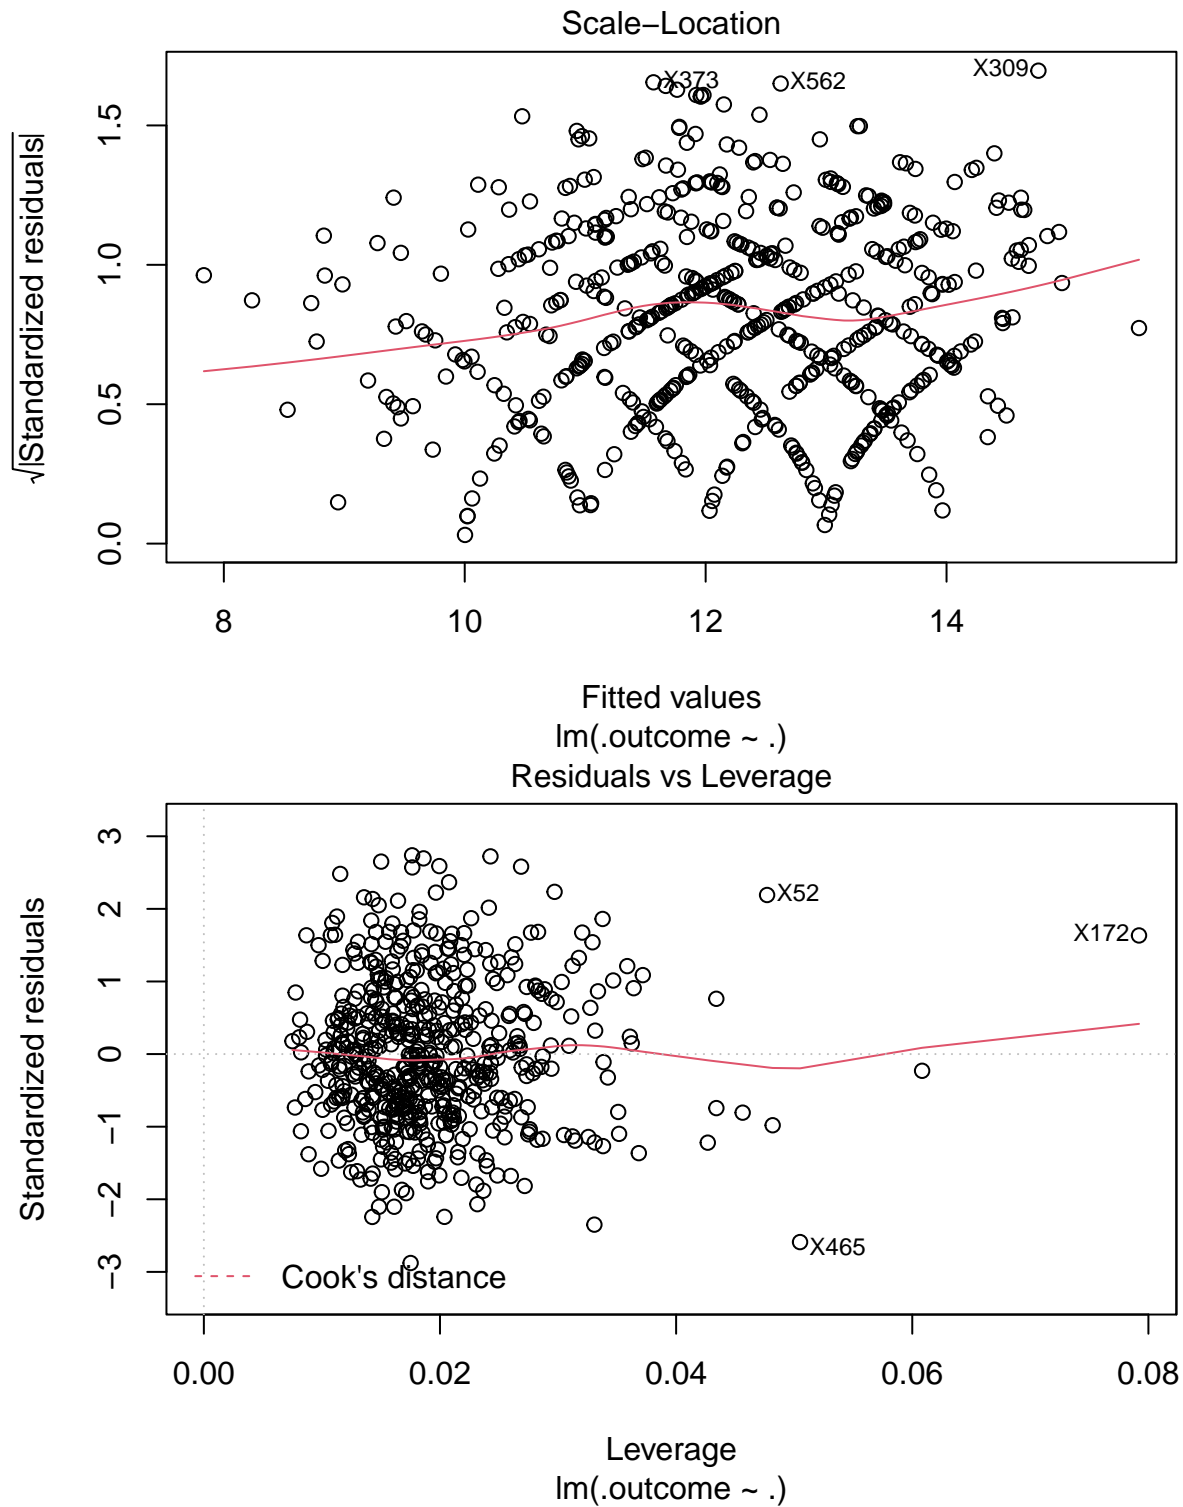 Scale−Location
√|Standardized residuals|
0.0 0.5 1.0 1.5
X373
X562
X309
8 10 12 14
Fitted values
lm(.outcome ~ .)
Residuals vs Leverage
Standardized residuals
−3 −2 −1 0 1 2 3
X52
X172
X465
Cook's distance
0.00 0.02 0.04 0.06 0.08
Leverage
lm(.outcome ~ .)